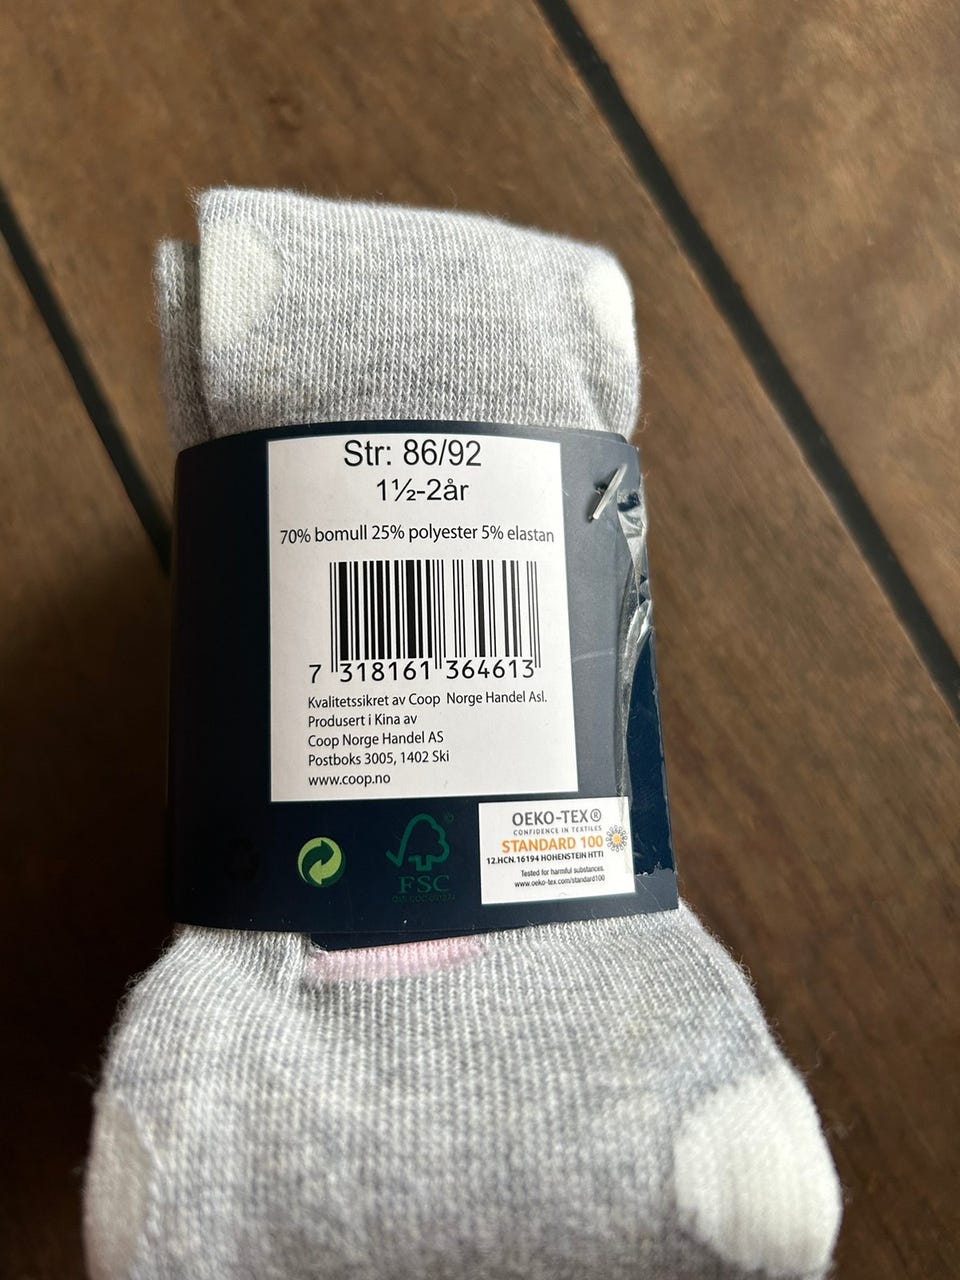 Str: 86/92
1½-2år
70% bomull 25% polyester 5% elastan
7 318161 364613
Kvalitetssikret av Coop Norge Handel Asl.
Produsert i Kina av
Coop Norge Handel AS
Postboks 3005, 1402 Ski
www.coop.no
OEKO-TEX®
CONFIDENCE IN TEXTILES
STANDARD 100
12.HCN.16194 HOHENSTEIN HTTI
Tested for harmful substances.
www.oeko-tex.com/standard100
©
FSC